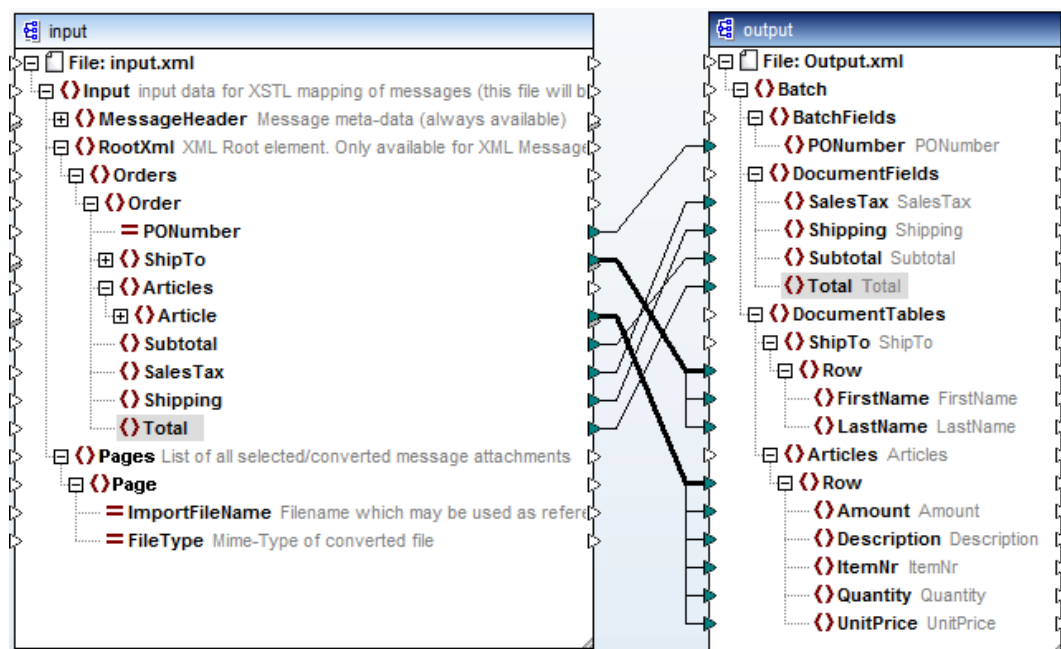 input
File: input.xml
Input input data for XSTL mapping of messages (this file will b
MessageHeader Message meta-data (always available)
RootXml XML Root element. Only available for XML Message
Orders
Order
PONumber
ShipTo
Articles
Article
Subtotal
SalesTax
Shipping
Total
Pages List of all selected/converted message attachments
Page
ImportFileName Filename which may be used as refere
FileType Mime-Type of converted file
output
File: Output.xml
Batch
BatchFields
PONumber PONumber
DocumentFields
SalesTax SalesTax
Shipping Shipping
Subtotal Subtotal
Total Total
DocumentTables
ShipTo ShipTo
Row
FirstName FirstName
LastName LastName
Articles Articles
Row
Amount Amount
Description Description
ItemNr ItemNr
Quantity Quantity
UnitPrice UnitPrice